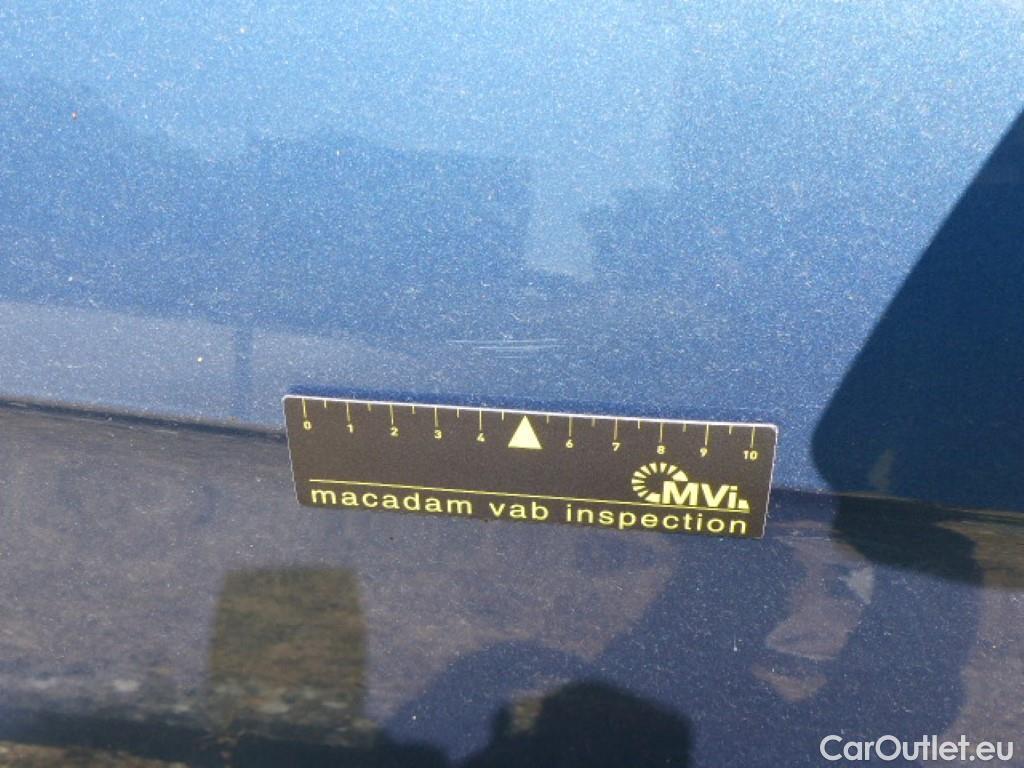 0 1 2 3 4 6 7 8 9 10
MVi
macadam vab inspection
CarOutlet.eu